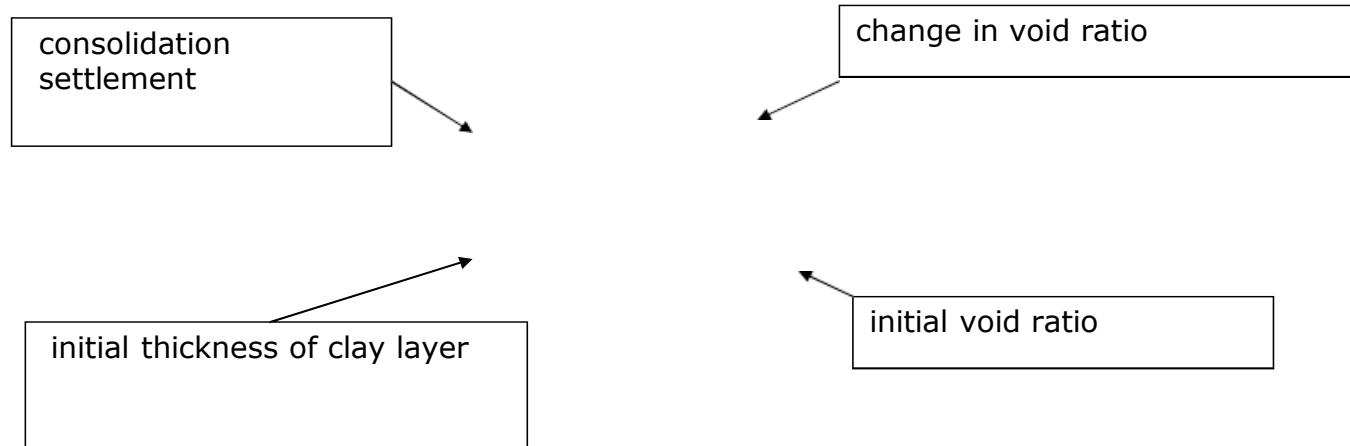 consolidation
settlement
change in void ratio
initial thickness of clay layer
initial void ratio